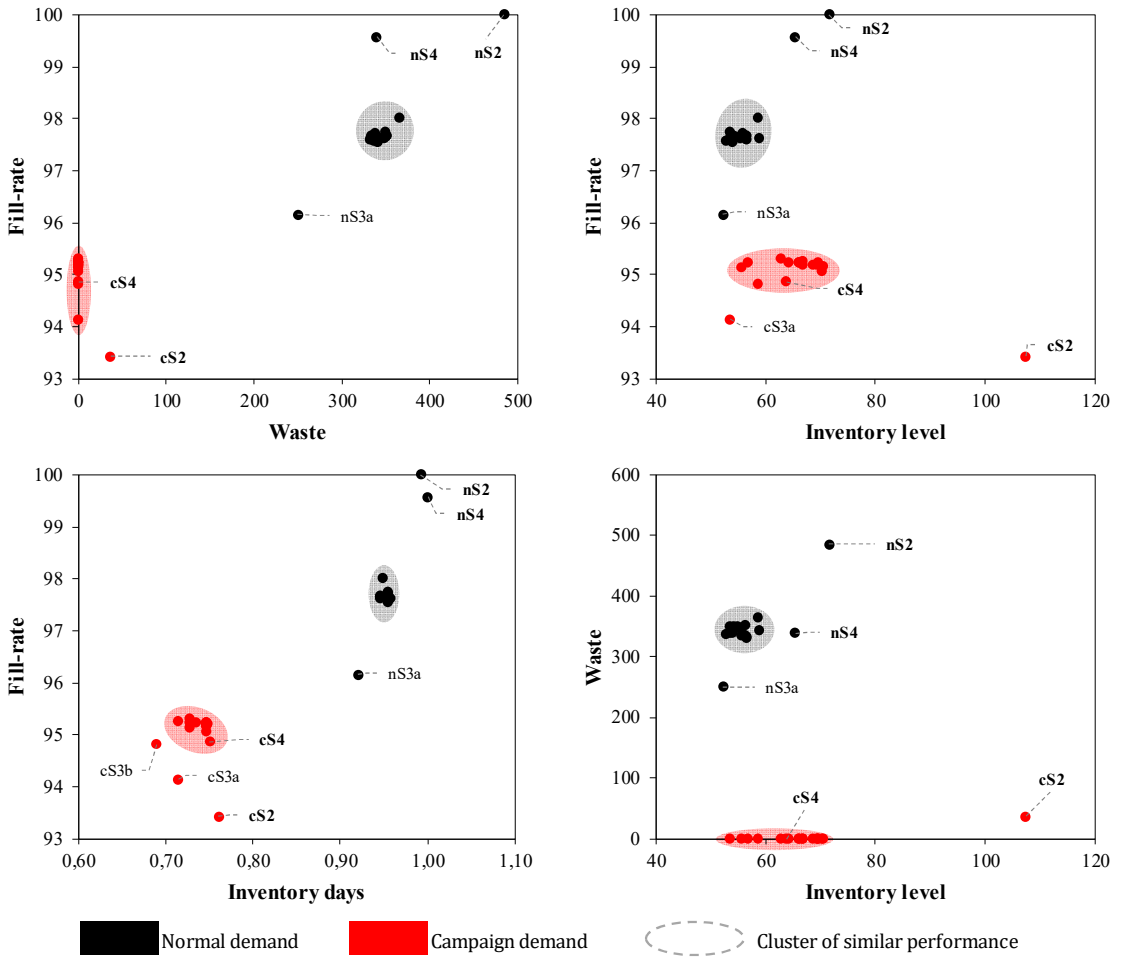 100
99
98
97
96
95
94
93
Fill-rate
nS4
nS2
nS3a
cS4
cS2
0
100
200
300
400
500
Waste
100
99
98
97
96
95
94
93
Fill-rate
nS2
nS4
nS3a
cS4
cS3a
cS2
40
60
80
100
120
Inventory level
100
99
98
97
96
95
94
93
Fill-rate
nS2
nS4
nS3a
cS4
cS3b
cS3a
cS2
0,60
0,70
0,80
0,90
1,00
1,10
Inventory days
600
500
400
300
200
100
0
Waste
nS2
nS4
nS3a
cS4
cS2
40
60
80
100
120
Inventory level
Normal demand
Campaign demand
Cluster of similar performance